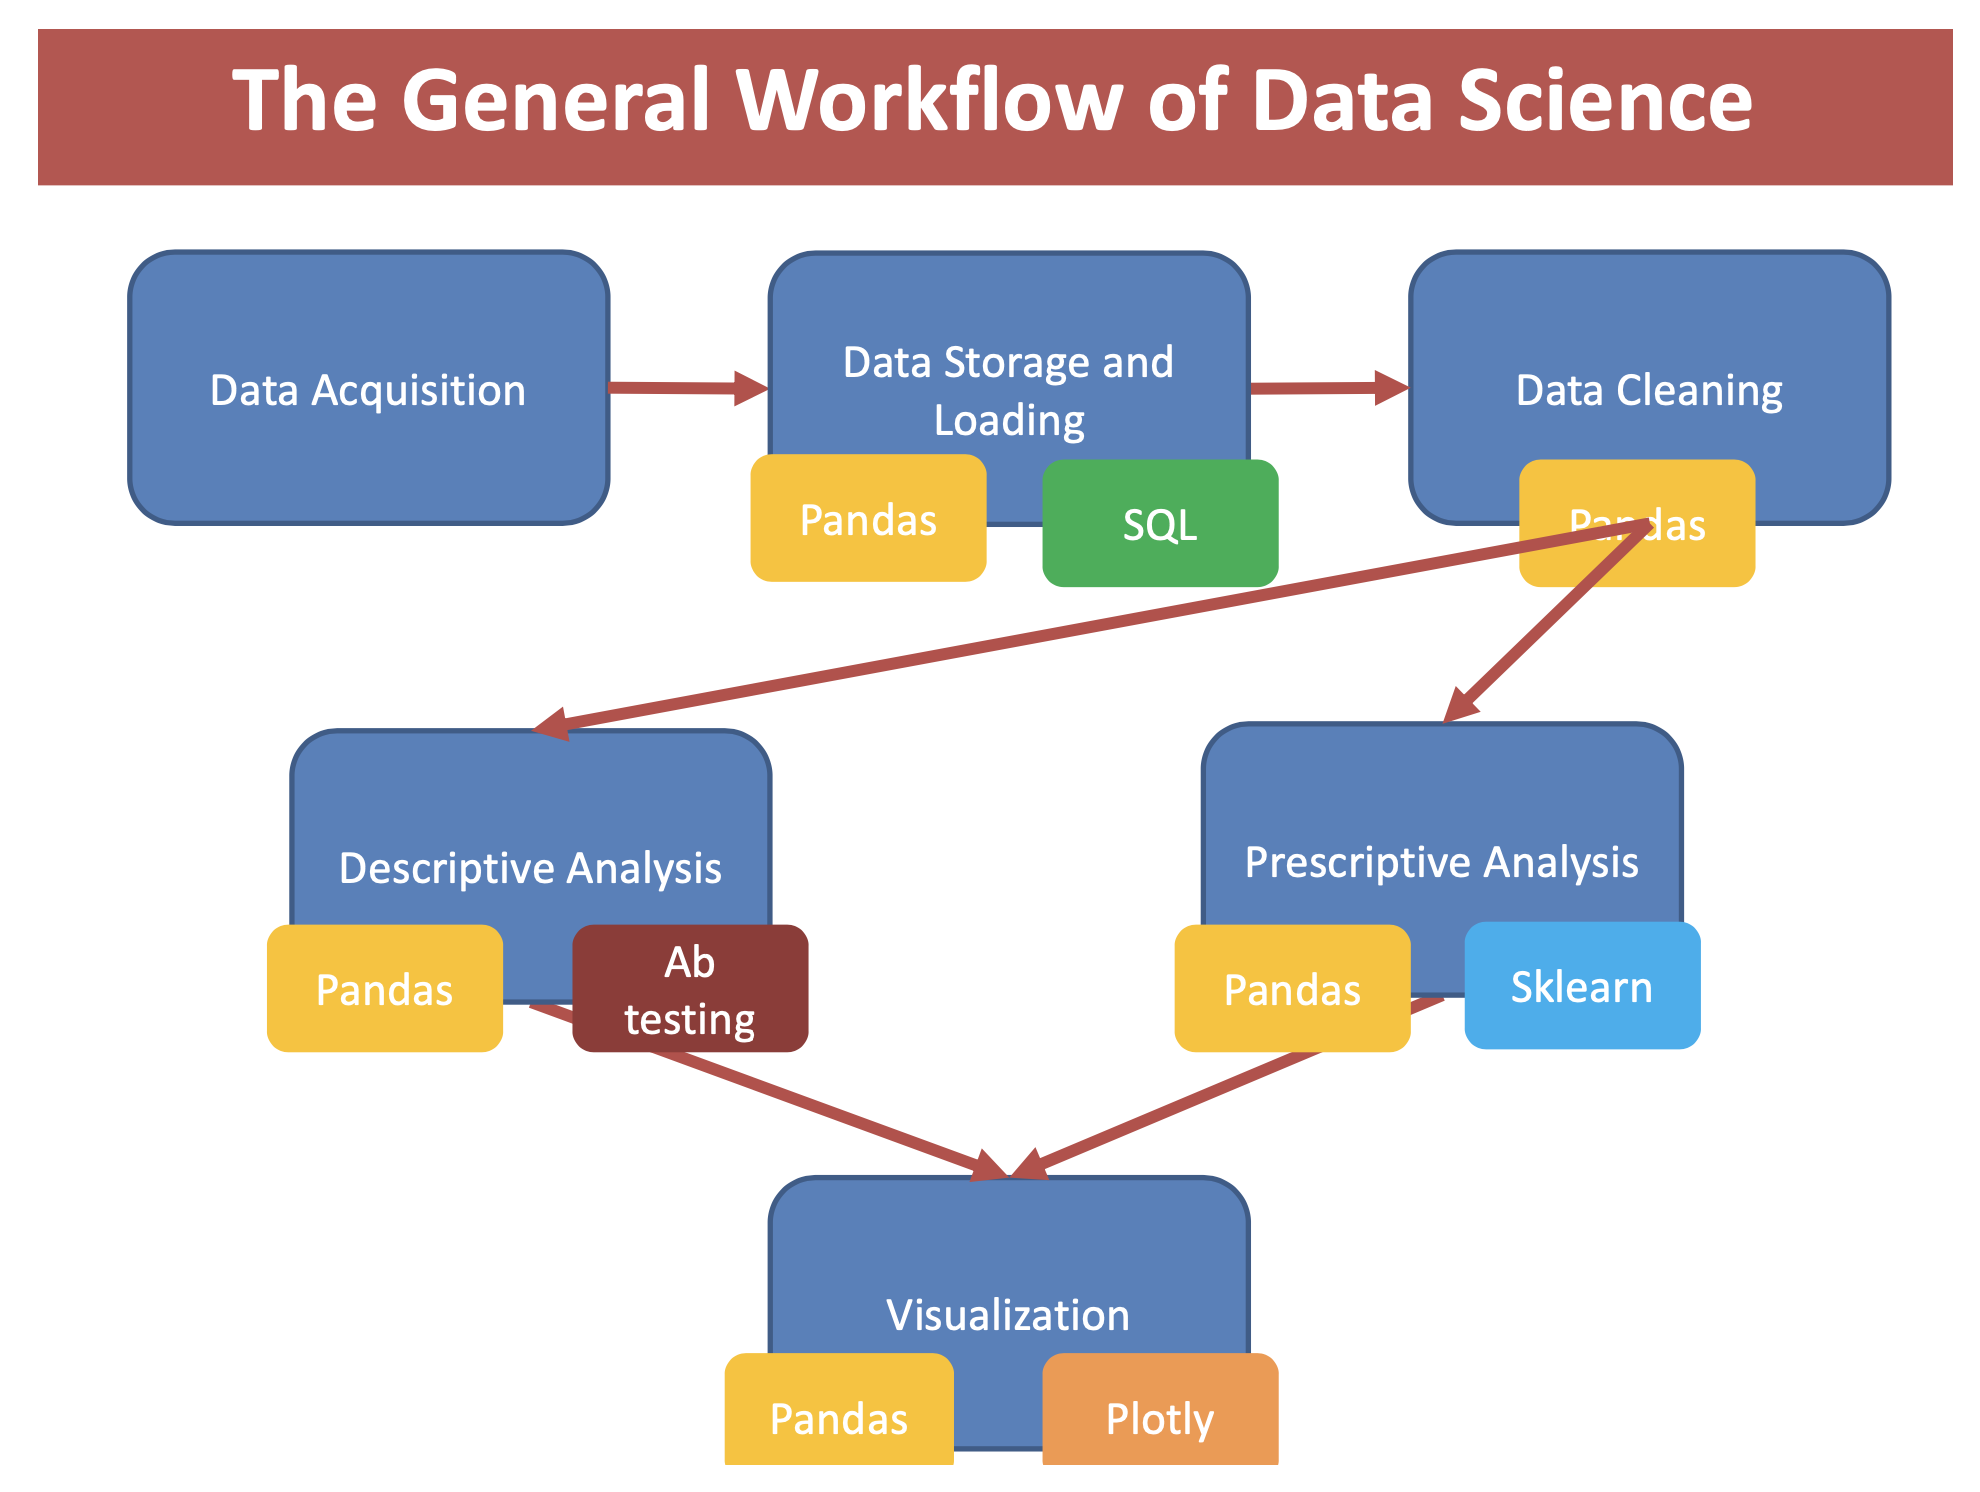 The General Workflow of Data Science
Data Acquisition
Data Storage and
Loading
Data Cleaning
Pandas
SQL
Pandas
Descriptive Analysis
Prescriptive Analysis
Pandas
Ab
testing
Pandas
Sklearn
Visualization
Pandas
Plotly